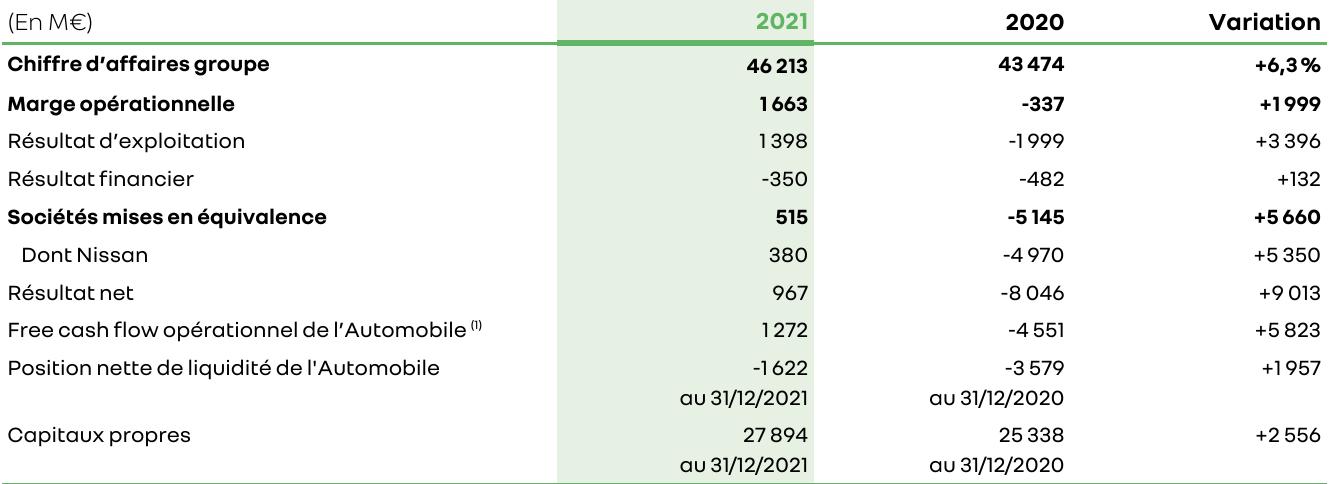 (En M€) 2021 2020 Variation
Chiffre d'affaires groupe 46 213 43 474 +6,3 %
Marge opérationnelle 1 663 -337 +1 999
Résultat d'exploitation 1 398 -1 999 +3 396
Résultat financier -350 -482 +132
Sociétés mises en équivalence 515 -5 145 +5 660
Dont Nissan 380 -4 970 +5 350
Résultat net 967 -8 046 +9 013
Free cash flow opérationnel de l'Automobile (1) 1 272 -4 551 +5 823
Position nette de liquidité de l'Automobile -1 622 -3 579 +1 957
au 31/12/2021 au 31/12/2020
Capitaux propres 27 894 25 338 +2 556
au 31/12/2021 au 31/12/2020